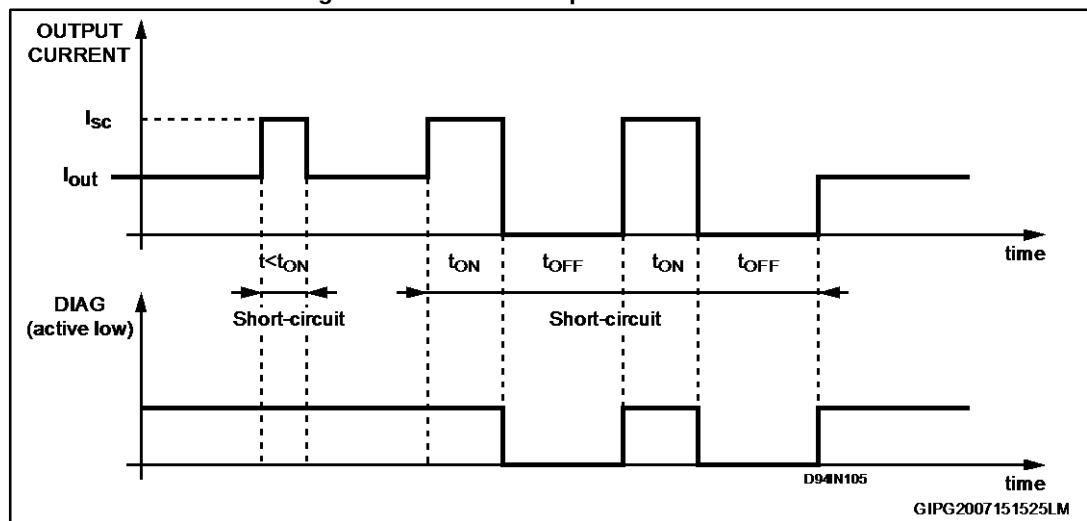 OUTPUT
CURRENT
Isc
Iout
time
t<tON
tON
tOFF
tON
tOFF
DIAG
(active low)
Short-circuit
Short-circuit
D94IN105
time
GIPG2007151525LM